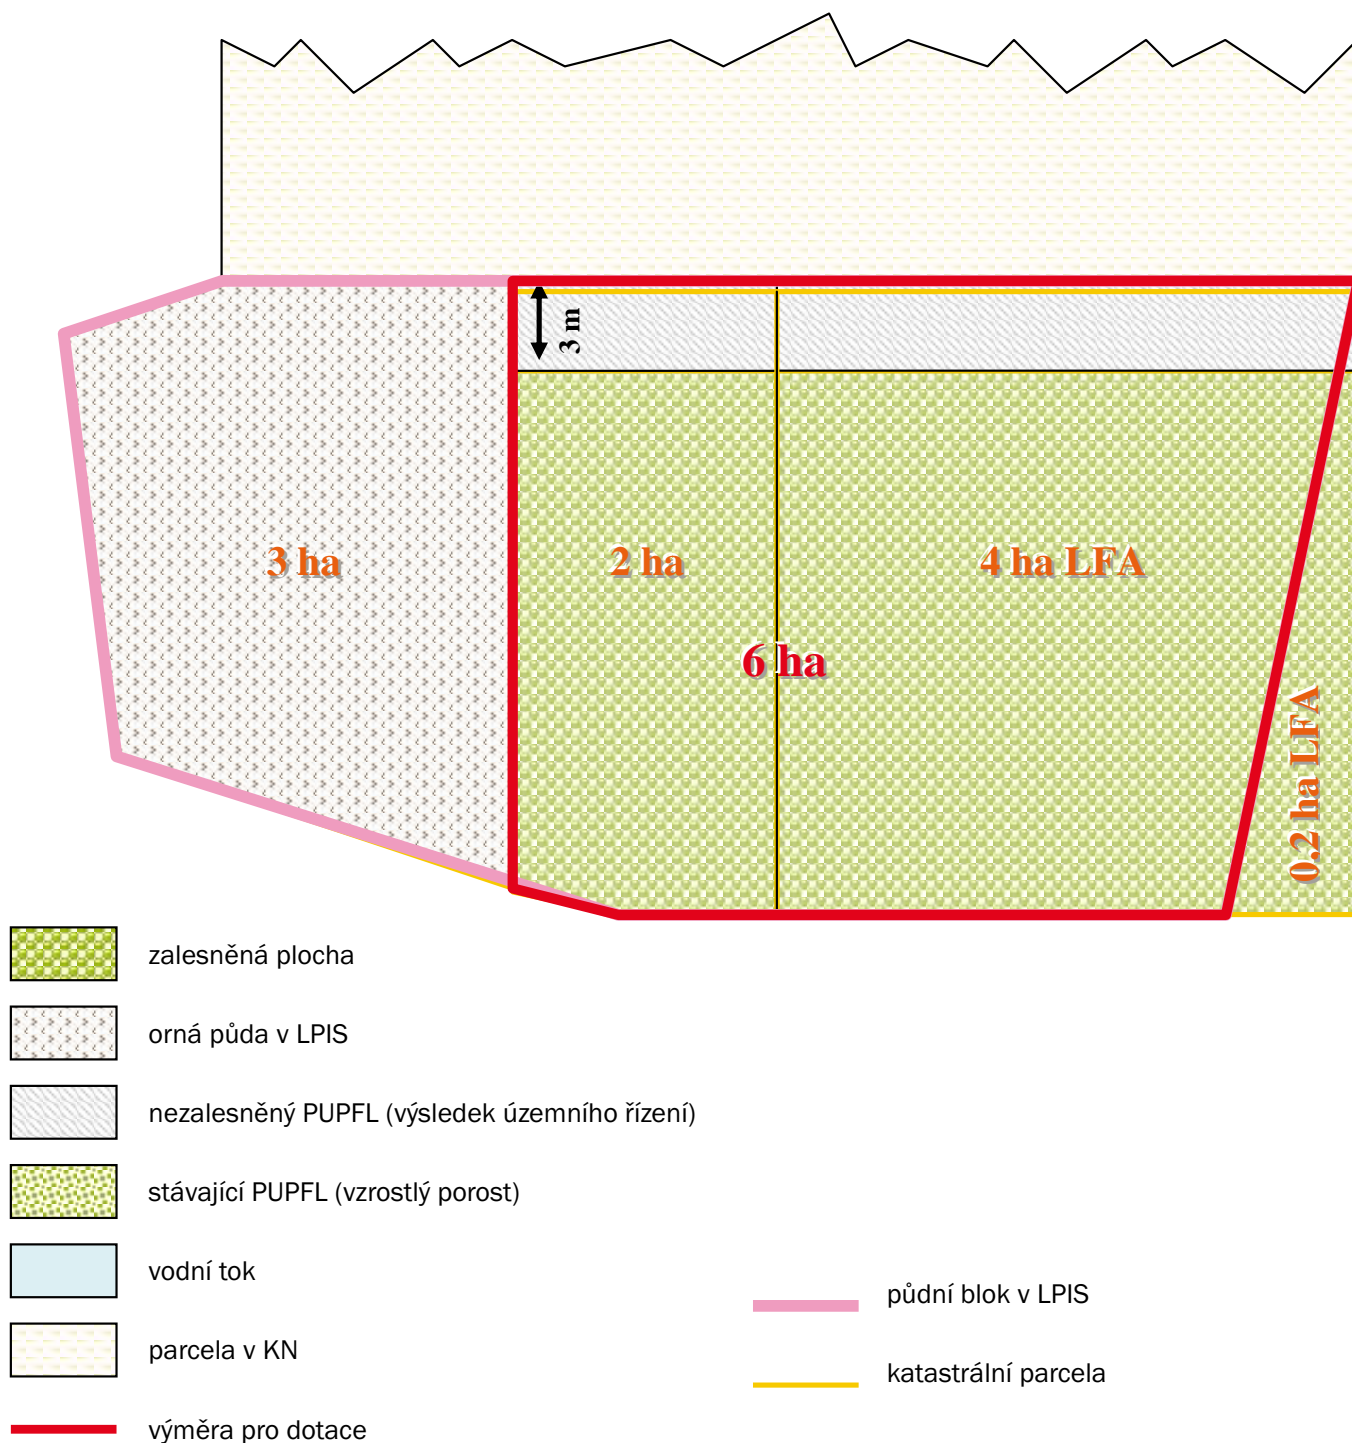 3 m
3 ha
2 ha
4 ha LFA
6 ha
0.2 ha LFA
zalesněná plocha
orná půda v LPIS
nezalesněný PUPFL (výsledek územního řízení)
stávající PUPFL (vzrostlý porost)
vodní tok
půdní blok v LPIS
parcela v KN
katastrální parcela
výměra pro dotace